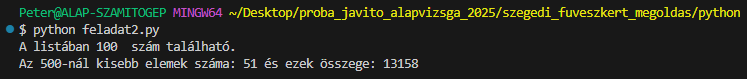 Peter@ALAP-SZAMITOGEP MINGW64 ~/Desktop/proba_javito_alapvizsga_2025/szegedi_fuveszkert_megoldas/python
$ python feladat2.py
A listában 100  szám található.
Az 500-nál kisebb elemek száma: 51 és ezek összege: 13158